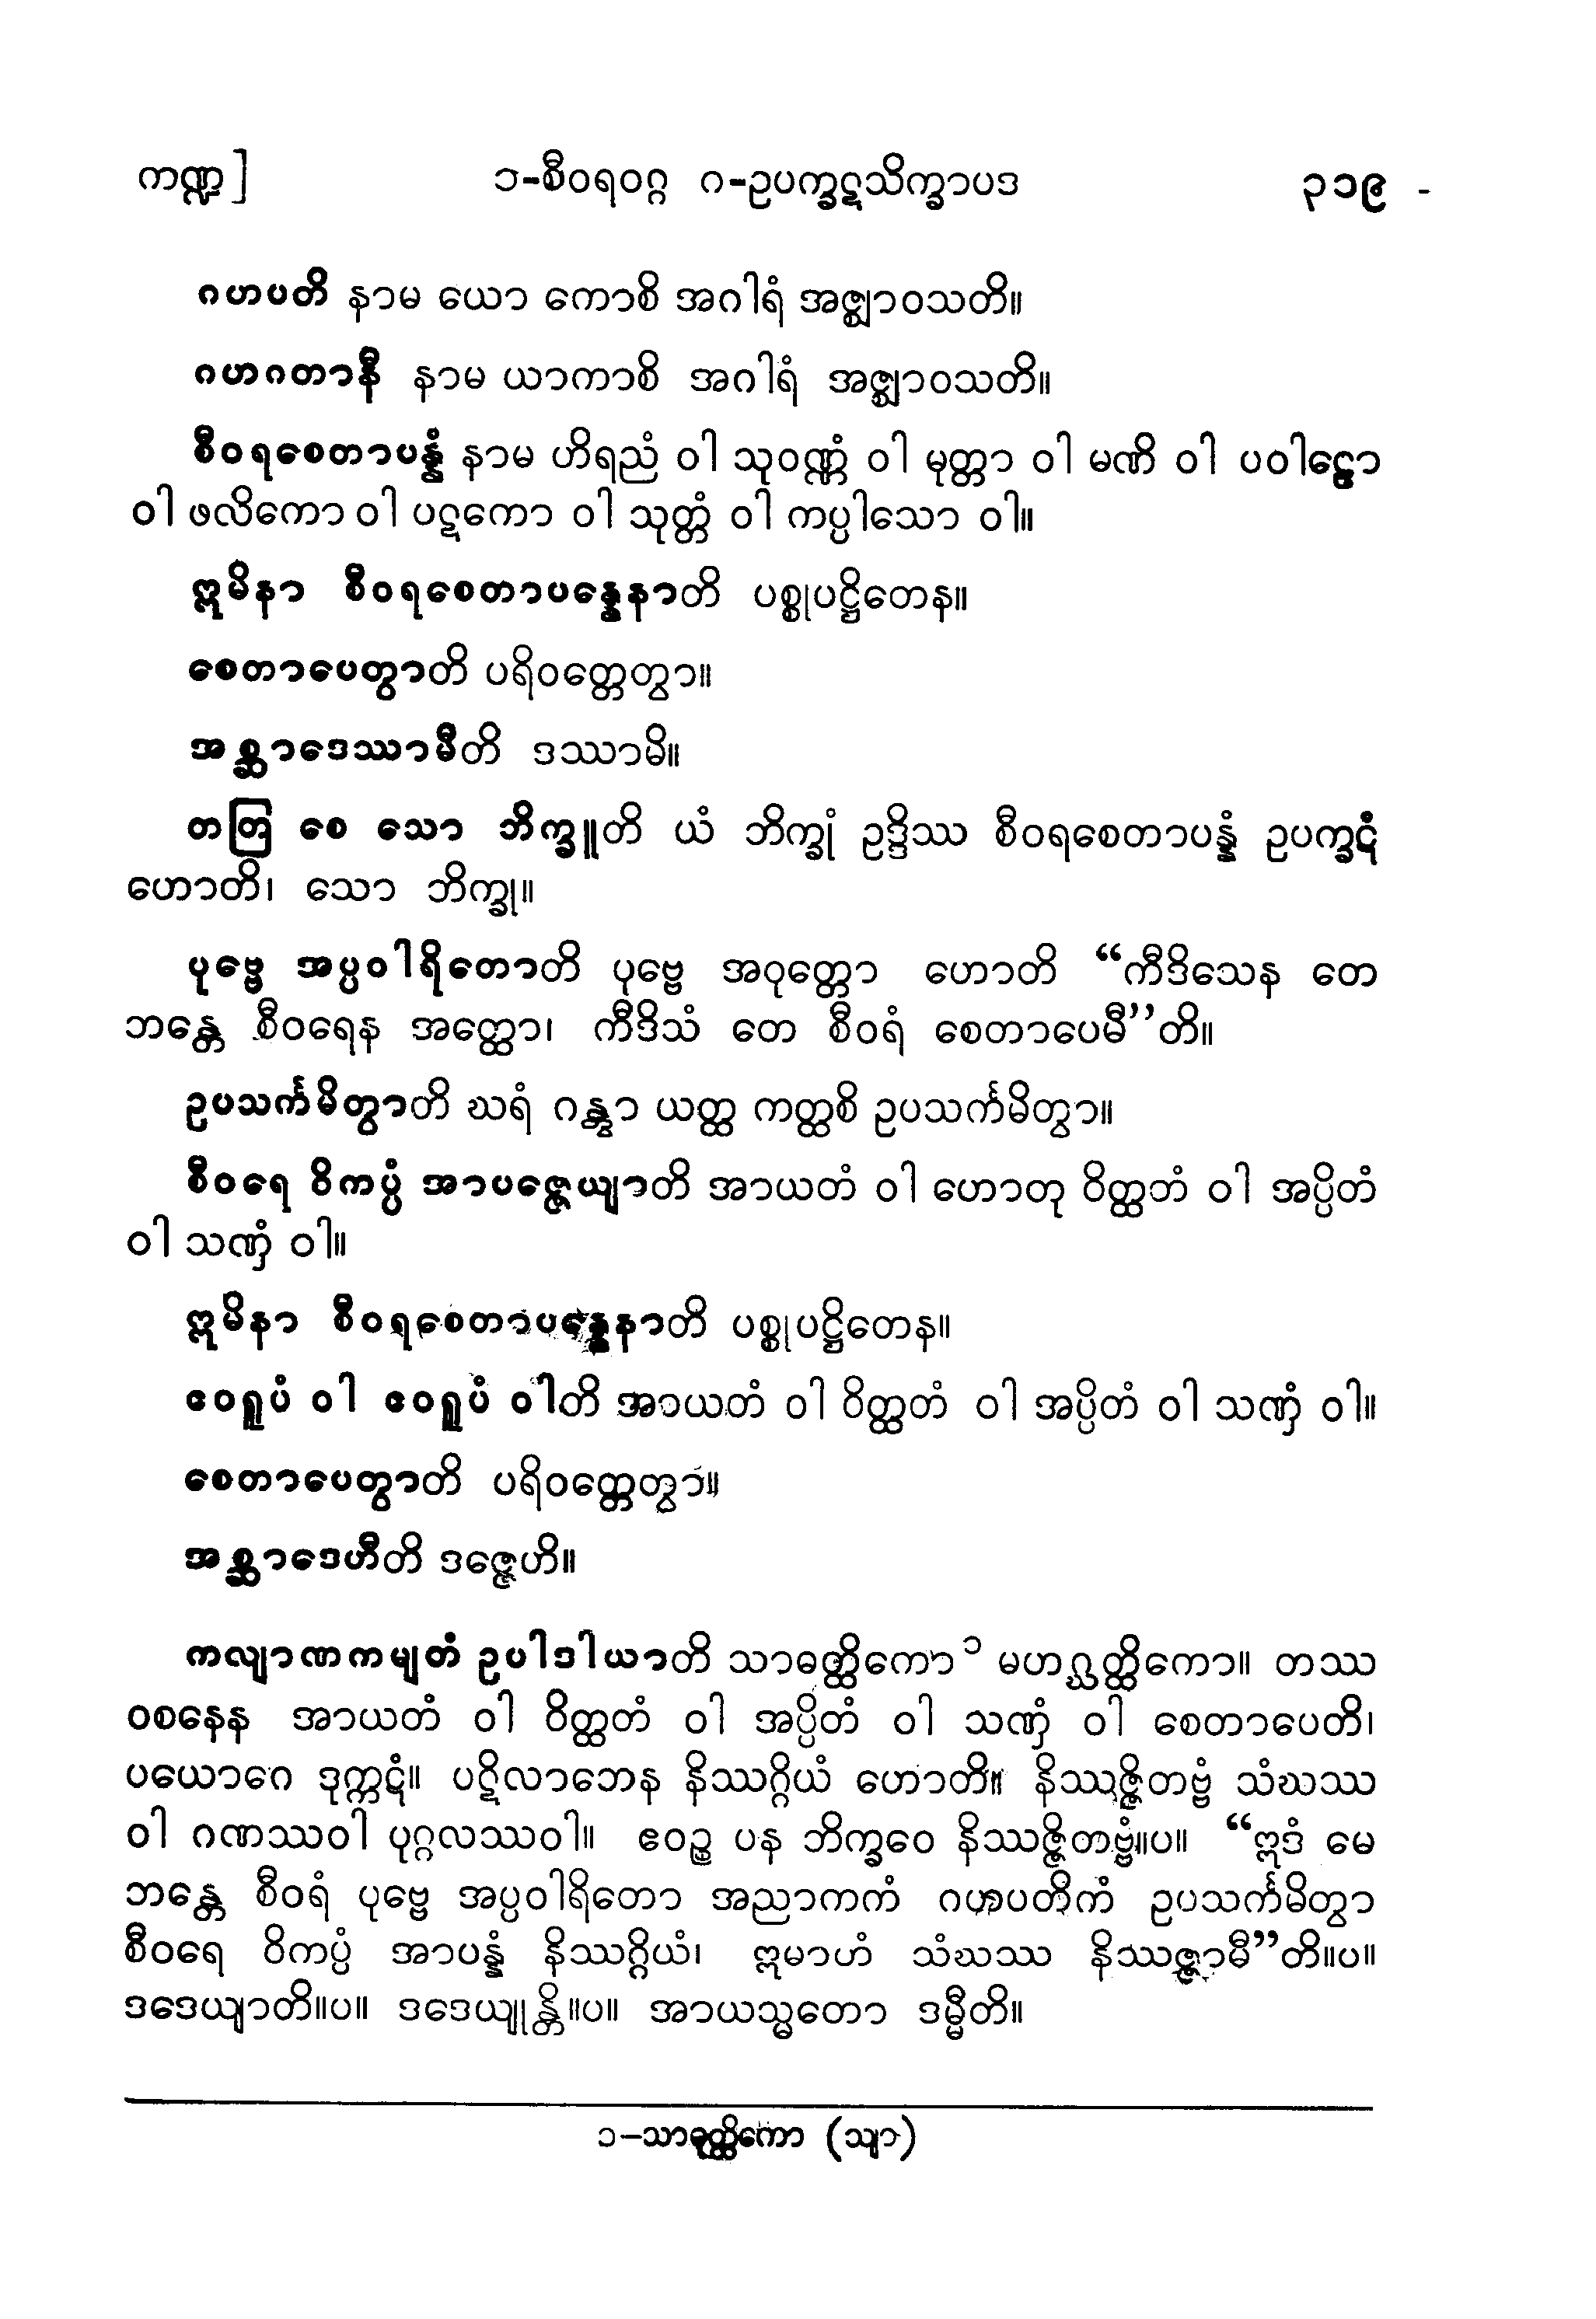 ကဏ္ဍ]	၁-စီဝရဝဂ္ဂ ဂ-ဥပက္ခဋသိက္ခာပဒ	၃၁၉
ဂဟပတိ နာမ ယော ကောစိ အဂါရံ အဇ္ဈာဝသတိ။
ဂဟဂတာနီ နာမ ယာကာစိ အဂါရံ အဇ္ဈာဝသတိ။
စီဝရစေတာပန္နံ နာမ ဟိရညံ ဝါ သုဝဏ္ဏံ ဝါ မုတ္တာ ဝါ မဏိ ဝါ ပဝါဠော
ဝါ ဖလိကော ဝါ ပဋကော ဝါ သုတ္တံ ဝါ ကပ္ပါသော ဝါ။
ဣမိနာ စီဝရစေတာပန္နေနာတိ ပစ္စုပဋ္ဌိတေန။
စေတာပေတွာတိ ပရိဝတ္တေတွာ။
အစ္ဆာဒေဿာမီတိ ဒဿာမိ။
တတြ စေ သော ဘိက္ခူတိ ယံ ဘိက္ခုံ ဥဒ္ဒိဿ စီဝရစေတာပန္နံ ဥပက္ခဋံ
ဟောတိ၊ သော ဘိက္ခု။
ပုဗ္ဗေ အပ္ပဝါရိတောတိ ပုဗ္ဗေ အဝုတ္တော ဟောတိ “ကီဒိသေန တေ
ဘန္တေ စီဝရေန အတ္ထော၊ ကီဒိသံ တေ စီဝရံ စေတာပေမီ”တိ။
ဥပသင်္ကမိတွာတိ ဃရံ ဂန္တွာ ယတ္ထ ကတ္ထစိ ဥပသင်္ကမိတွာ။
စီဝရေ ဝိကပ္ပံ အာပဇ္ဇေယျာတိ အာယတံ ဝါ ဟောတု ဝိတ္ထဘံ ဝါ အပ္ပိတံ
ဝါ သဏှံ ဝါ။
ဣမိနာ စီဝရစေတာပန္နေနာတိ ပစ္စုပဋ္ဌိတေန။
ဧဝရူပံ ဝါ ဧဝရူပံ ဝါတိ အာယတံ ဝါ ဝိတ္ထတံ ဝါ အပ္ပိတံ ဝါ သဏှံ ဝါ။
စေတာပေတွာတိ ပရိဝတ္တေတွာ။
အစ္ဆာဒေဟီတိ ဒဇ္ဇေဟိ။
ကလျာဏကမျတံ ဥပါဒါယာတိ သာဓတ္ထိကော၁ မဟဂ္ဃတ္ထိကော။ တဿ
ဝစနေန အာယတံ ဝါ ဝိတ္ထတံ ဝါ အပ္ပိတံ ဝါ သဏှံ ဝါ စေတာပေတိ၊
ပယောဂေ ဒုက္ကဋံ။ ပဋိလာဘေန နိဿဂ္ဂိယံ ဟောတိ။ နိဿဇ္ဇိတဗ္ဗံ သံဃဿ
ဝါ ဂဏဿဝါ ပုဂ္ဂလဿဝါ။ ဧဝဉ္စ ပန ဘိက္ခဝေ နိဿဇ္ဇိတဗ္ဗံ။ပ။ “ဣဒံ မေ
ဘန္တေ စီဝရံ ပုဗ္ဗေ အပ္ပဝါရိတော အညာကကံ ဂဟပတိကံ ဥပသင်္ကမိတွာ
စီဝရေ ဝိကပ္ပံ အာပန္နံ နိဿဂ္ဂိယံ၊ ဣမာဟံ သံဃဿ နိဿဇ္ဇာမီ”တိ။ပ။
ဒဒေယျာတိ။ပ။ ဒဒေယျုန္တိ။ပ။ အာယသ္မတော ဒမ္မီတိ။
၁-သာဓုတ္ထိကော (သျာ)